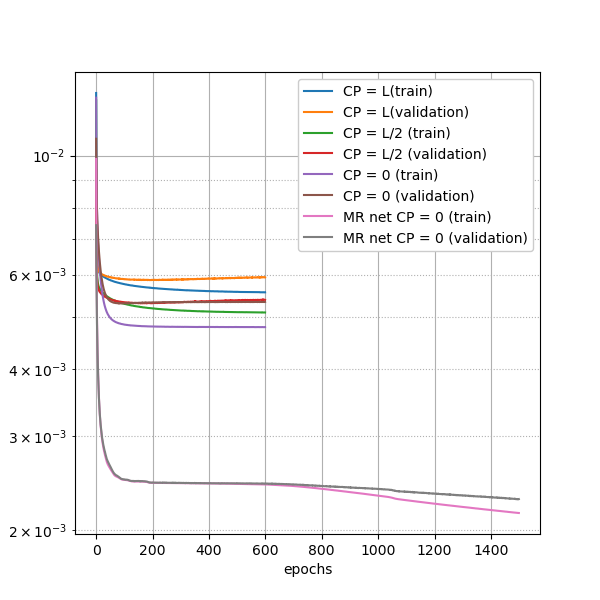 CP = L(train)
CP = L(validation)
CP = L/2 (train)
CP = L/2 (validation)
CP = 0 (train)
CP = 0 (validation)
MR net CP = 0 (train)
MR net CP = 0 (validation)
10⁻²
6 × 10⁻³
4 × 10⁻³
3 × 10⁻³
2 × 10⁻³
0 200 400 600 800 1000 1200 1400
epochs